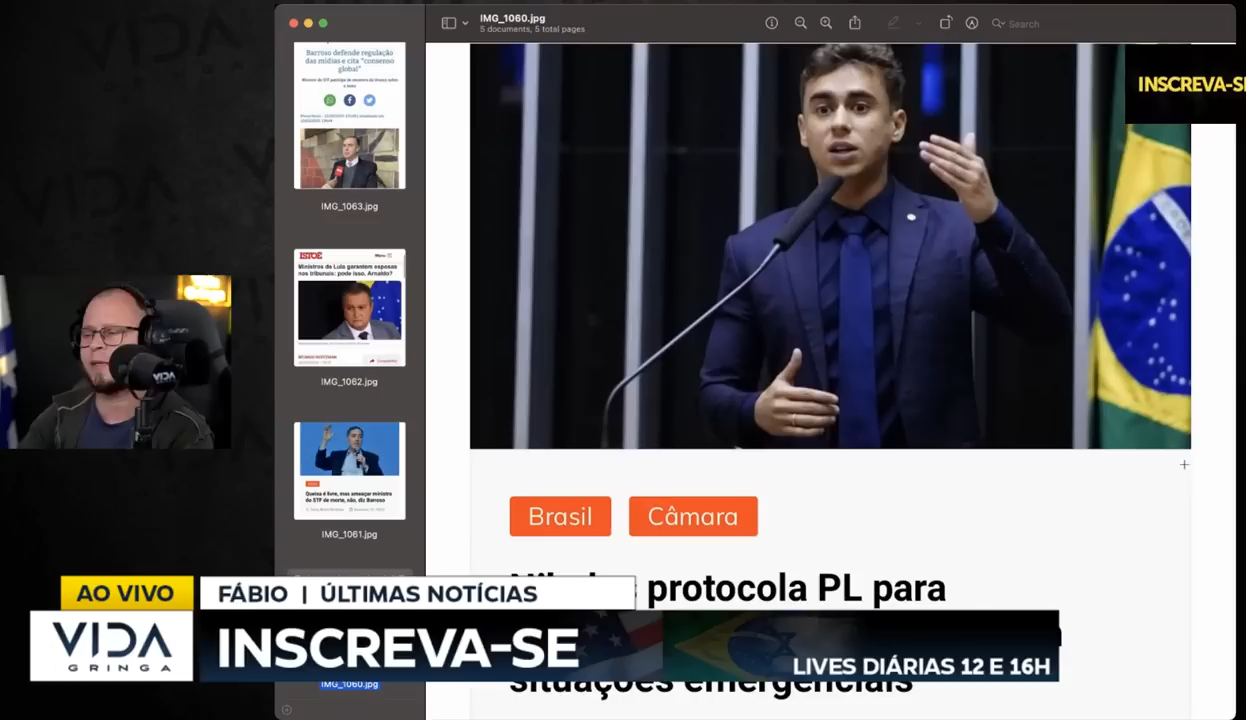 IMG_1060.jpg
5 documents, 5 total pages
Search
Barroso defende regulação
das mídias e cita "consenso
global"
IMG_1063.jpg
ISTOÉ
Menu
Ministros de Lula garantem esposas
nos tribunais: pode isso, Arnaldo?
IMG_1062.jpg
Queixa é livre, mas ameaçar ministro
do STF de morte, não, diz Barroso
IMG_1061.jpg
IMG_1060.jpg
INSCREVA-SE
VIDA
Brasil
Câmara
protocola PL para
situações emergenciais
AO VIVO
FÁBIO | ÚLTIMAS NOTÍCIAS
VIDA
GRINGA
INSCREVA-SE
LIVES DIÁRIAS 12 E 16H